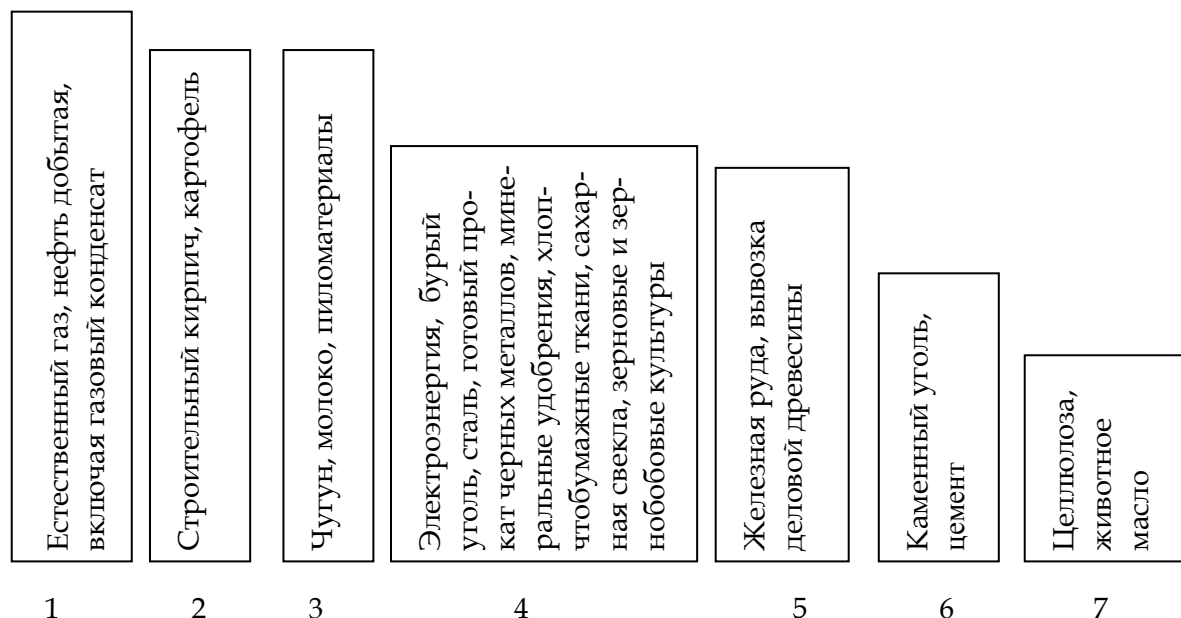 Естественный газ, нефть добытая,
включая газовый конденсат
Строительный кирпич, картофель
Чугун, молоко, пиломатериалы
Электроэнергия, бурый
уголь, сталь, готовый про-
кат черных металлов, мине-
ральные удобрения, хлоп-
чтобумажные ткани, сахар-
ная свекла, зерновые и зер-
нобобовые культуры
Железная руда, вывозка
деловой древесины
Каменный уголь,
цемент
Целлюлоза,
животное
масло
1 2 3 4 5 6 7